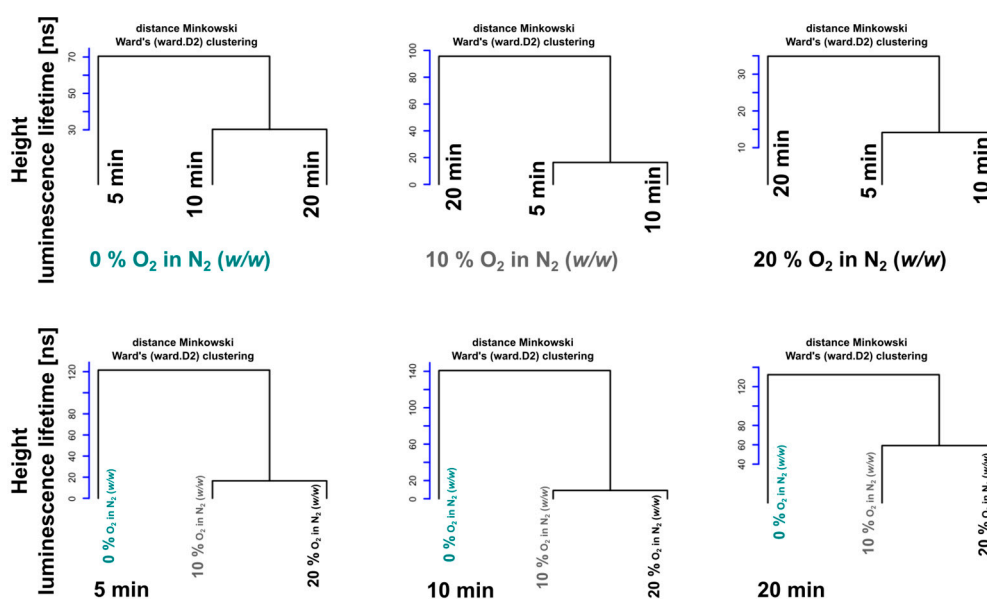 Height
luminescence lifetime [ns]
distance Minkowski
Ward's (ward.D2) clustering
70
50
30
5 min
10 min
20 min
0 % O₂ in N₂ (w/w)
distance Minkowski
Ward's (ward.D2) clustering
100
80
60
40
20
0
20 min
5 min
10 min
10 % O₂ in N₂ (w/w)
distance Minkowski
Ward's (ward.D2) clustering
30
20
10
20 min
5 min
10 min
20 % O₂ in N₂ (w/w)
Height
luminescence lifetime [ns]
distance Minkowski
Ward's (ward.D2) clustering
120
80
60
40
20
0
0 % O₂ in N₂ (w/w)
10 % O₂ in N₂ (w/w)
20 % O₂ in N₂ (w/w)
5 min
distance Minkowski
Ward's (ward.D2) clustering
140
100
60
40
20
0
0 % O₂ in N₂ (w/w)
10 % O₂ in N₂ (w/w)
20 % O₂ in N₂ (w/w)
10 min
distance Minkowski
Ward's (ward.D2) clustering
120
80
60
40
0 % O₂ in N₂ (w/w)
10 % O₂ in N₂ (w/w)
20 % O₂ in N₂ (w/w)
20 min